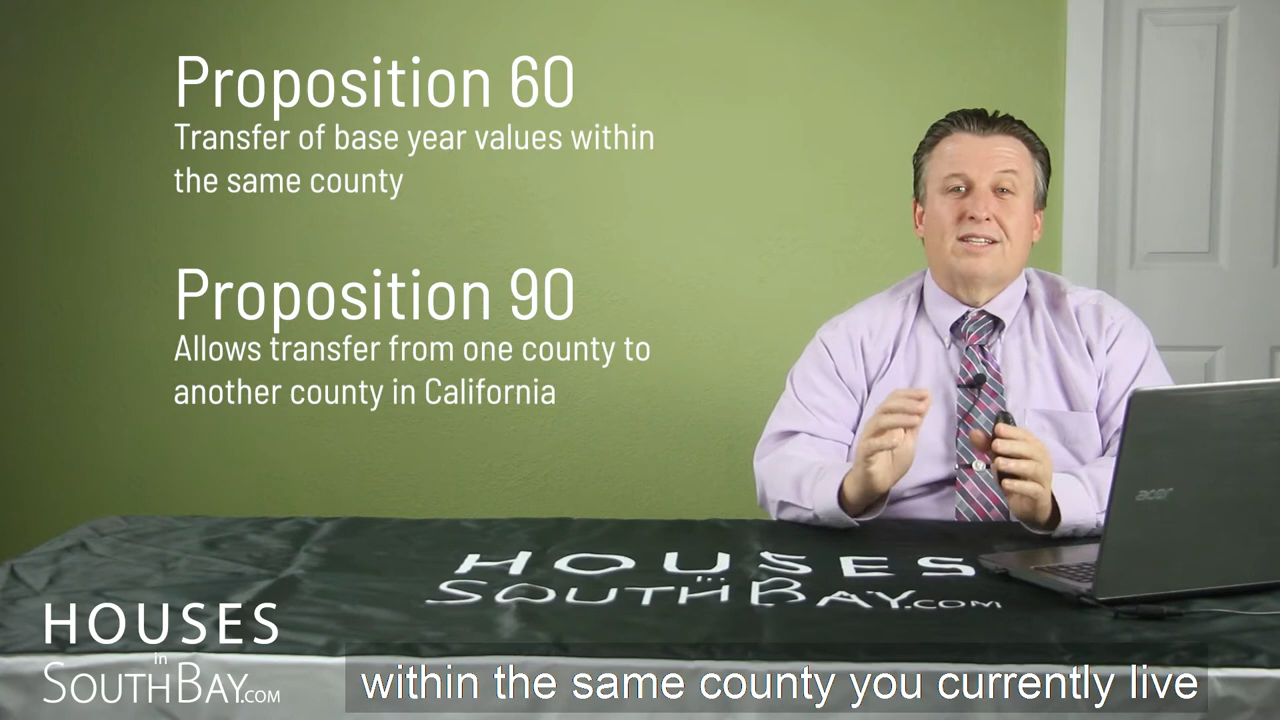 Proposition 60
Transfer of base year values within
the same county
Proposition 90
Allows transfer from one county to
another county in California
acer
HOUSES
in
SOUTHBAY.COM
HOUSES
in
SOUTHBAY.COM
within the same county you currently live